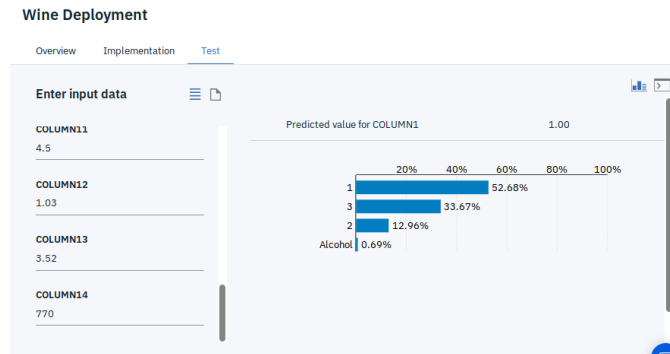 Wine Deployment
Overview Implementation Test
Enter input data
COLUMN11
4.5
COLUMN12
1.03
COLUMN13
3.52
COLUMN14
770
Predicted value for COLUMN1 1.00
20% 40% 60% 80% 100%
1 52.68%
3 33.67%
2 12.96%
Alcohol 0.69%